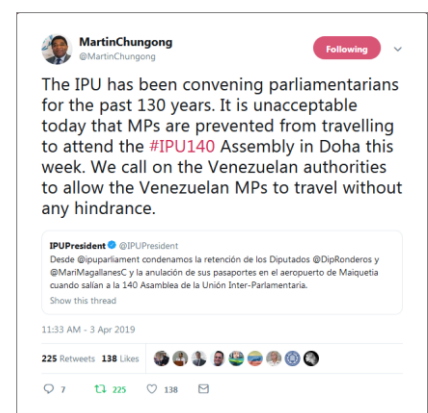 MartinChungong
@MartinChungong
Following
The IPU has been convening parliamentarians
for the past 130 years. It is unacceptable
today that MPs are prevented from travelling
to attend the #IPU140 Assembly in Doha this
week. We call on the Venezuelan authorities
to allow the Venezuelan MPs to travel without
any hindrance.
IPUPresident @IPUPresident
Desde @ipuparliament condenamos la retención de los Diputados @DipRonderos y
@MariMagallanesC y la anulación de sus pasaportes en el aeropuerto de Maiquetia
cuando salían a la 140 Asamblea de la Unión Inter-Parlamentaria.
Show this thread
11:33 AM - 3 Apr 2019
225 Retweets 138 Likes
7 225 138